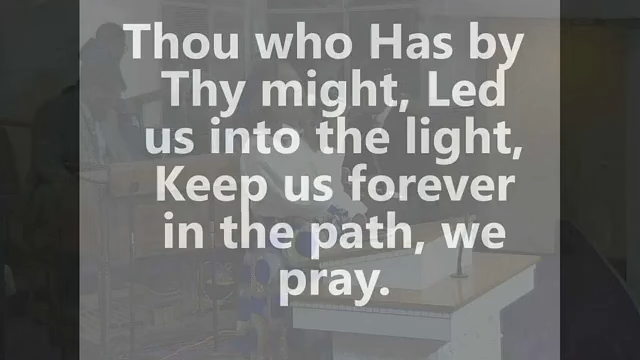 Thou who Has by
Thy might, Led
us into the light,
Keep us forever
in the path, we
pray.